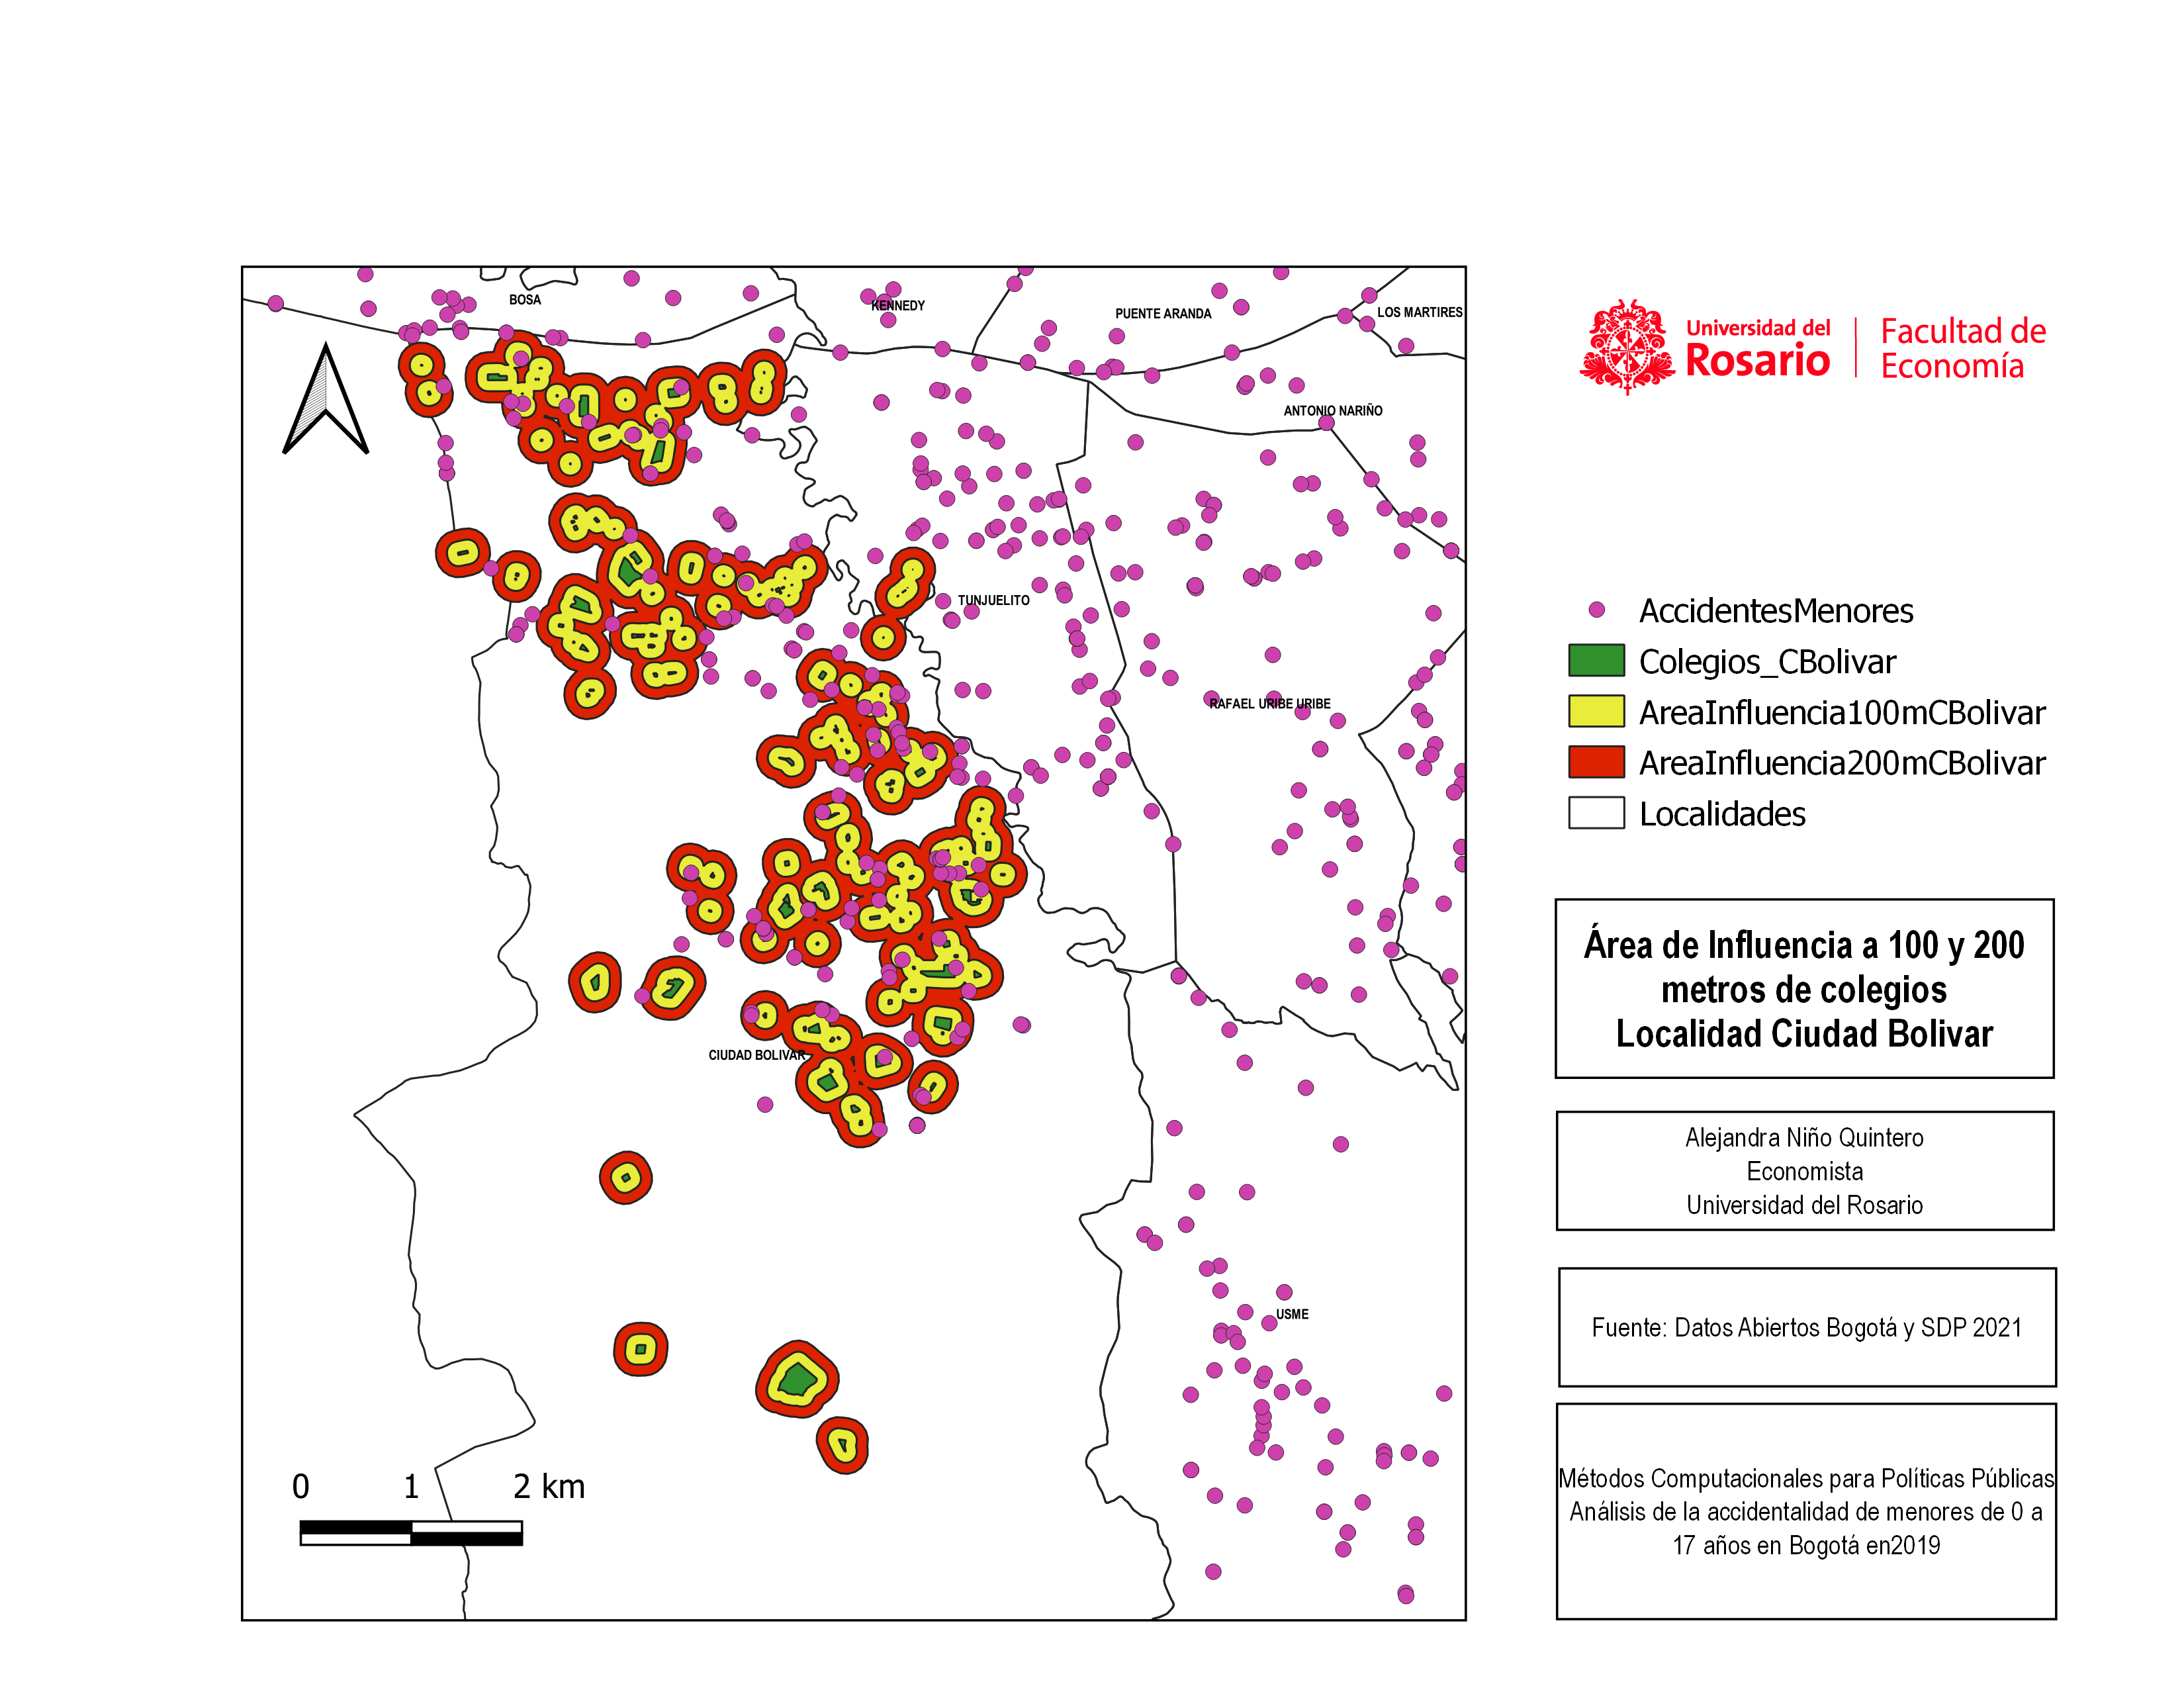 BOSA
KENNEDY
PUENTE ARANDA
LOS MARTIRES
ANTONIO NARIÑO
TUNJUELITO
RAFAEL URIBE URIBE
CIUDAD BOLIVAR
USME
0 1 2 km
Universidad del
Rosario
Facultad de
Economía
AccidentesMenores
Colegios_CBolivar
AreaInfluencia100mCBolivar
AreaInfluencia200mCBolivar
Localidades
Área de Influencia a 100 y 200
metros de colegios
Localidad Ciudad Bolivar
Alejandra Niño Quintero
Economista
Universidad del Rosario
Fuente: Datos Abiertos Bogotá y SDP 2021
Métodos Computacionales para Políticas Públicas
Análisis de la accidentalidad de menores de 0 a
17 años en Bogotá en2019